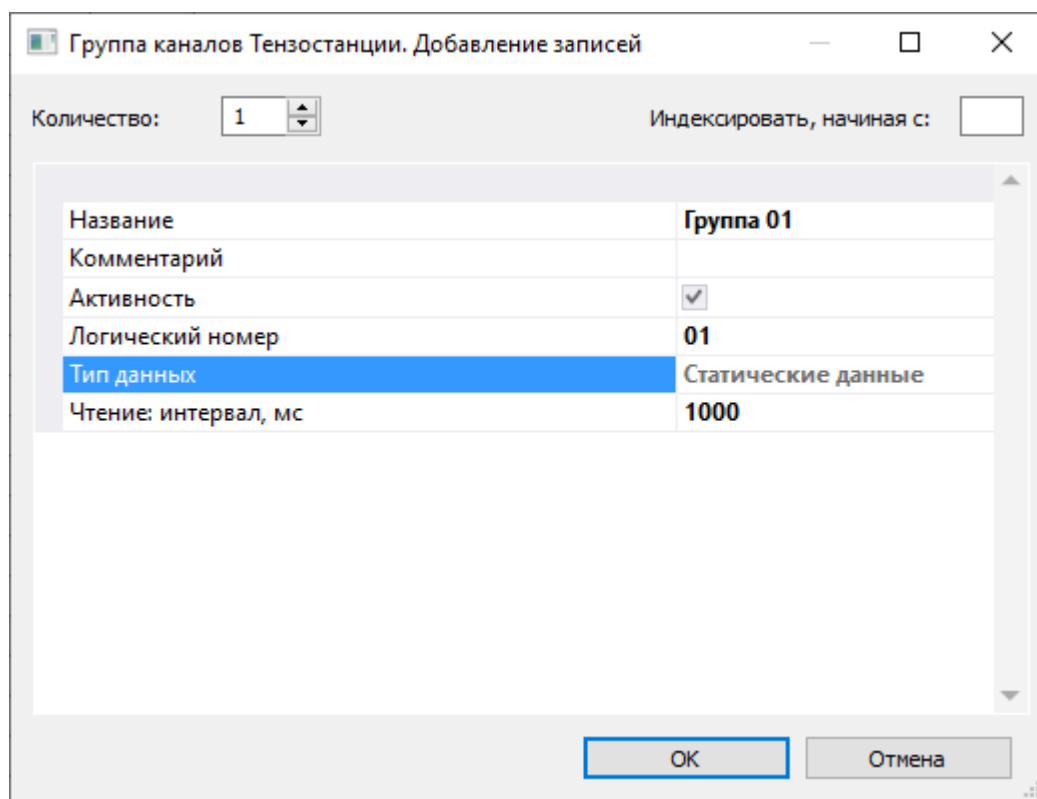 Группа каналов Тензостанции. Добавление записей
Количество: 1 Индексировать, начиная с:
Название Группа 01
Комментарий
Активность
Логический номер 01
Тип данных Статические данные
Чтение: интервал, мс 1000
ОК Отмена